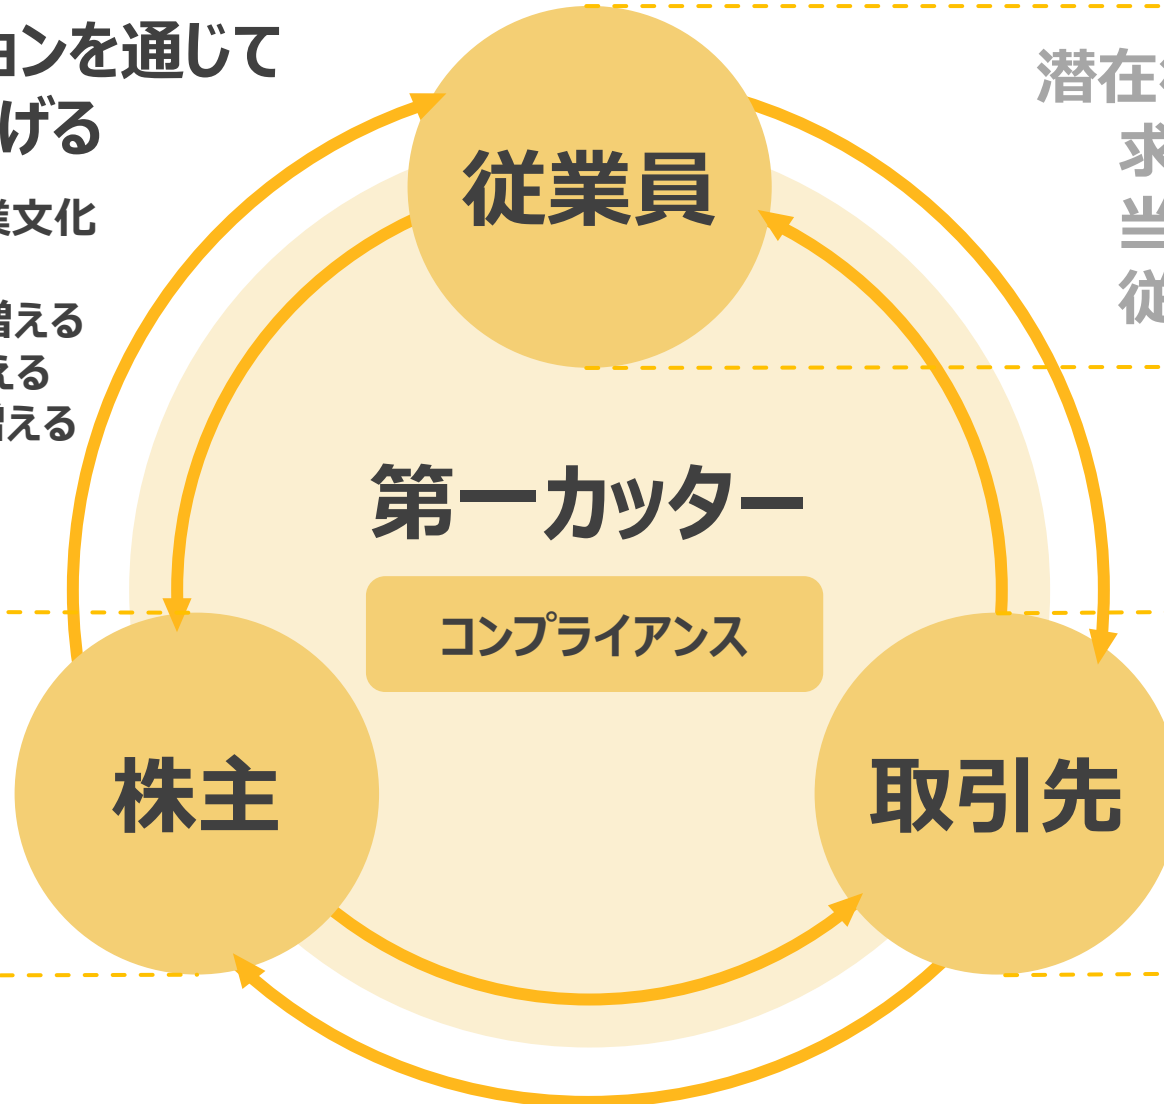 ョンを通じて
げる
業文化
増える
える
増える
従業員
潜在
求
当
従
第一カッター
コンプライアンス
株主
取引先